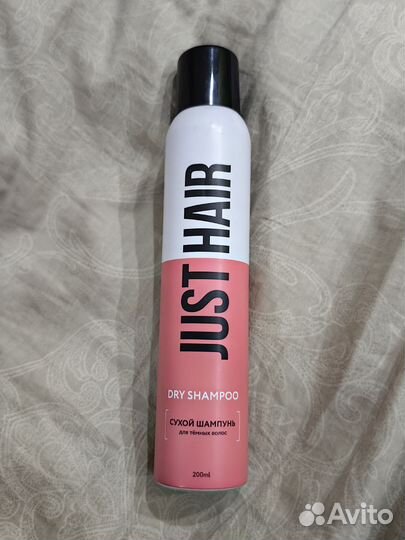 JUST HAIR
DRY SHAMPOO
СУХОЙ ШАМПУНЬ
для тёмных волос
200ml
Avito